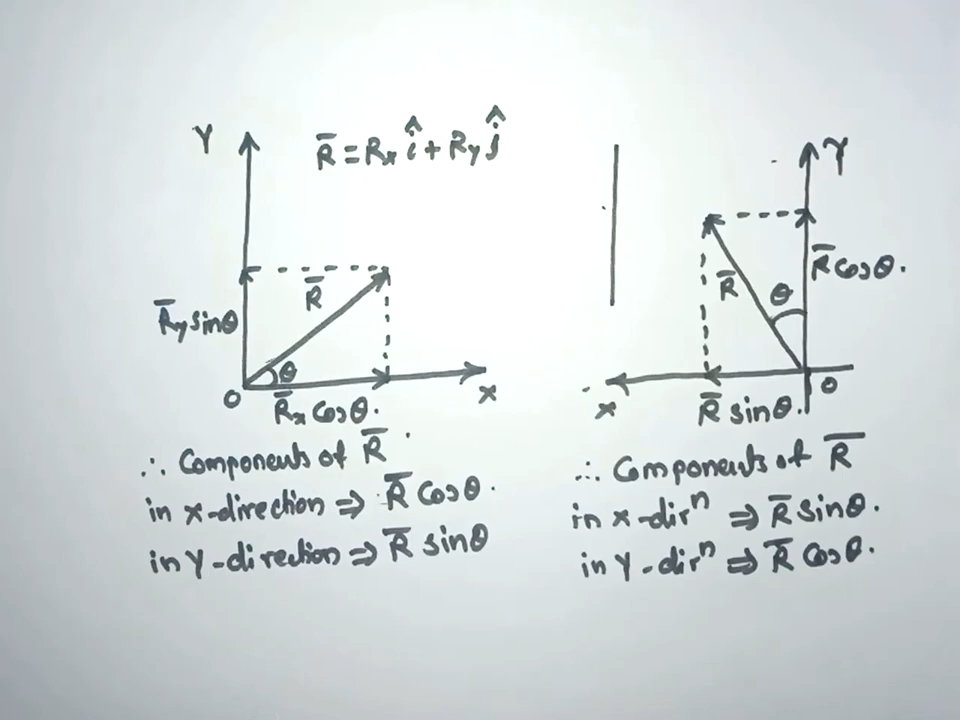 Y
R̅ = Rx î + Ry ĵ
R̅
R̅y sinθ
θ
O
R̅x Cosθ.
x
∴ Components of R̅
in x-direction ⇒ R̅ Cosθ.
in Y-direction ⇒ R̅ sinθ
Y
R̅ Cosθ.
R̅
θ
x
R̅ sinθ.
O
∴ Components of R̅
in x-dirⁿ ⇒ R̅ sinθ.
in Y-dirⁿ ⇒ R̅ Cosθ.